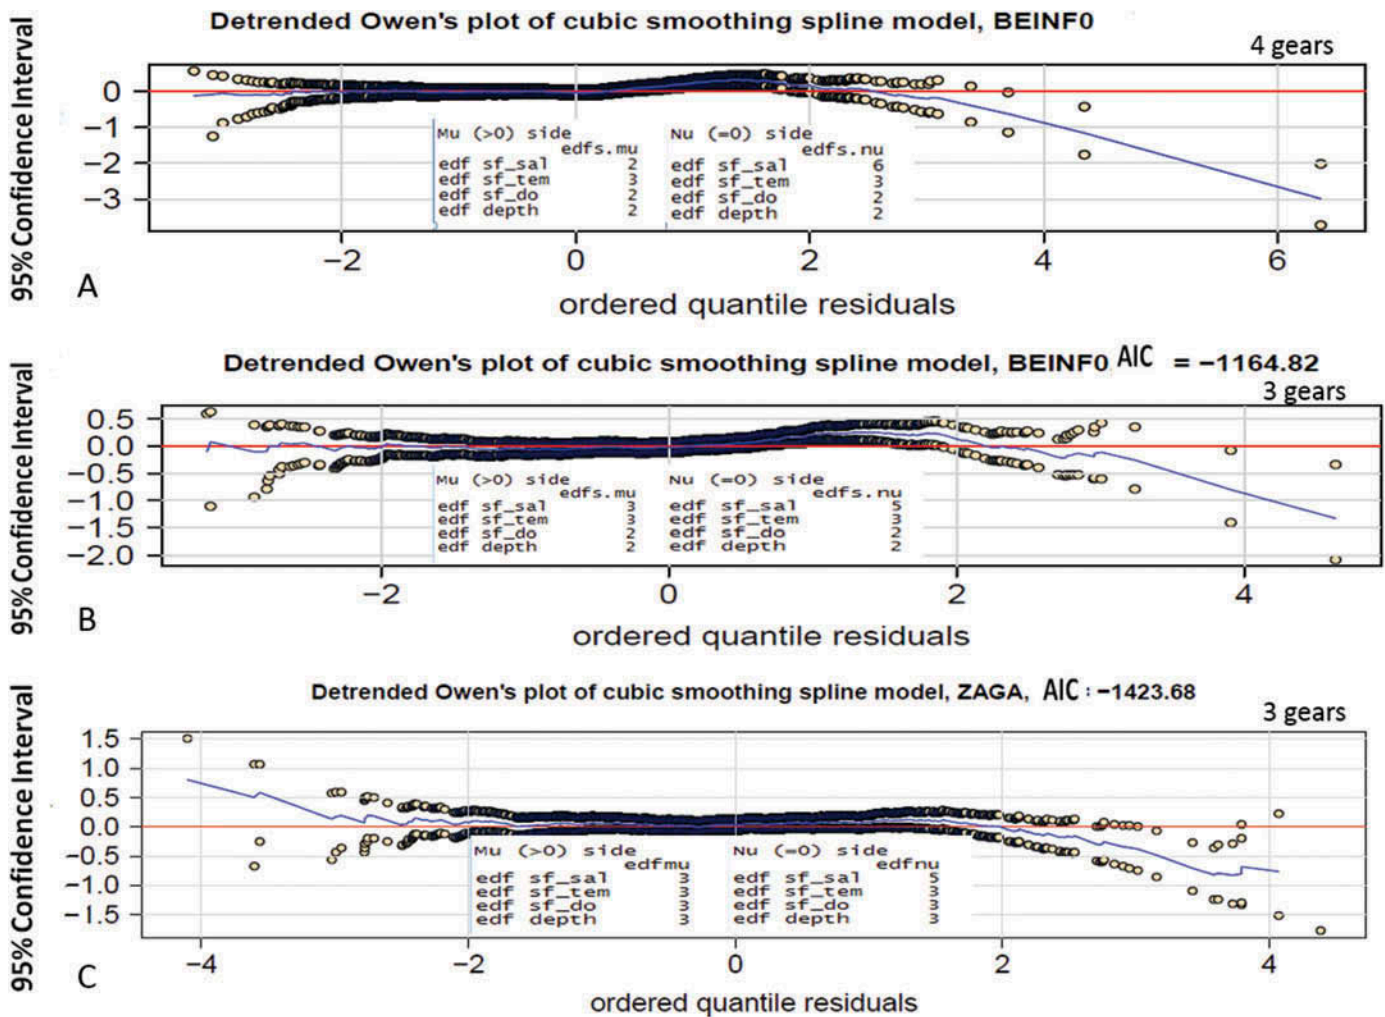 Detrended Owen's plot of cubic smoothing spline model, BEINF0
4 gears
95% Confidence Interval
0
−1
−2
−3
Mu (>0) side
edfs.mu
edf sf_sal 2
edf sf_tem 3
edf sf_do 2
edf depth 2
Nu (=0) side
edfs.nu
edf sf_sal 6
edf sf_tem 3
edf sf_do 2
edf depth 2
−2 0 2 4 6
A
ordered quantile residuals
Detrended Owen's plot of cubic smoothing spline model, BEINF0 AIC = −1164.82
3 gears
95% Confidence Interval
0.5
0.0
−0.5
−1.0
−1.5
−2.0
Mu (>0) side
edfs.mu
edf sf_sal 3
edf sf_tem 3
edf sf_do 2
edf depth 2
Nu (=0) side
edfs.nu
edf sf_sal 5
edf sf_tem 3
edf sf_do 2
edf depth 2
−2 0 2 4
B
ordered quantile residuals
Detrended Owen's plot of cubic smoothing spline model, ZAGA, AIC : −1423.68
3 gears
95% Confidence Interval
1.5
1.0
0.5
0.0
−0.5
−1.0
−1.5
Mu (>0) side
edfmu
edf sf_sal 3
edf sf_tem 3
edf sf_do 3
edf depth 3
Nu (=0) side
edfnu
edf sf_sal 5
edf sf_tem 3
edf sf_do 3
edf depth 3
−4 −2 0 2 4
C
ordered quantile residuals